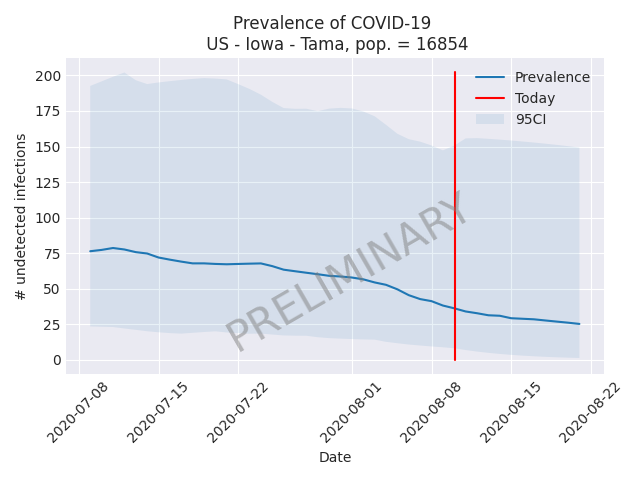 Prevalence of COVID-19
US - Iowa - Tama, pop. = 16854
Prevalence
Today
95CI
200
175
150
125
100
75
50
25
0
# undetected infections
PRELIMINARY
2020-07-08
2020-07-15
2020-07-22
2020-08-01
2020-08-08
2020-08-15
2020-08-22
Date